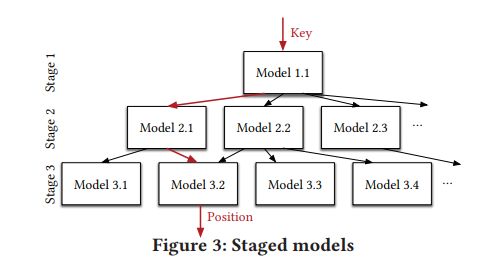 Key
Stage 1
Model 1.1
Stage 2
Model 2.1
Model 2.2
Model 2.3
...
Stage 3
Model 3.1
Model 3.2
Model 3.3
Model 3.4
...
Position
Figure 3: Staged models